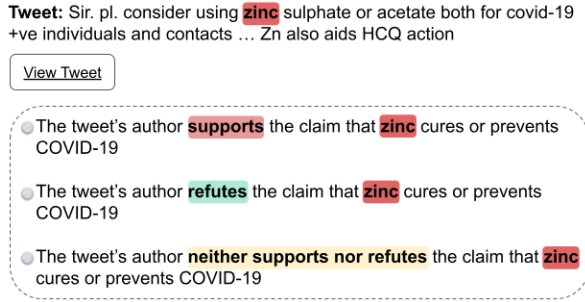 Tweet: Sir. pl. consider using zinc sulphate or acetate both for covid-19
+ve individuals and contacts … Zn also aids HCQ action
View Tweet
The tweet's author supports the claim that zinc cures or prevents
COVID-19
The tweet's author refutes the claim that zinc cures or prevents
COVID-19
The tweet's author neither supports nor refutes the claim that zinc
cures or prevents COVID-19